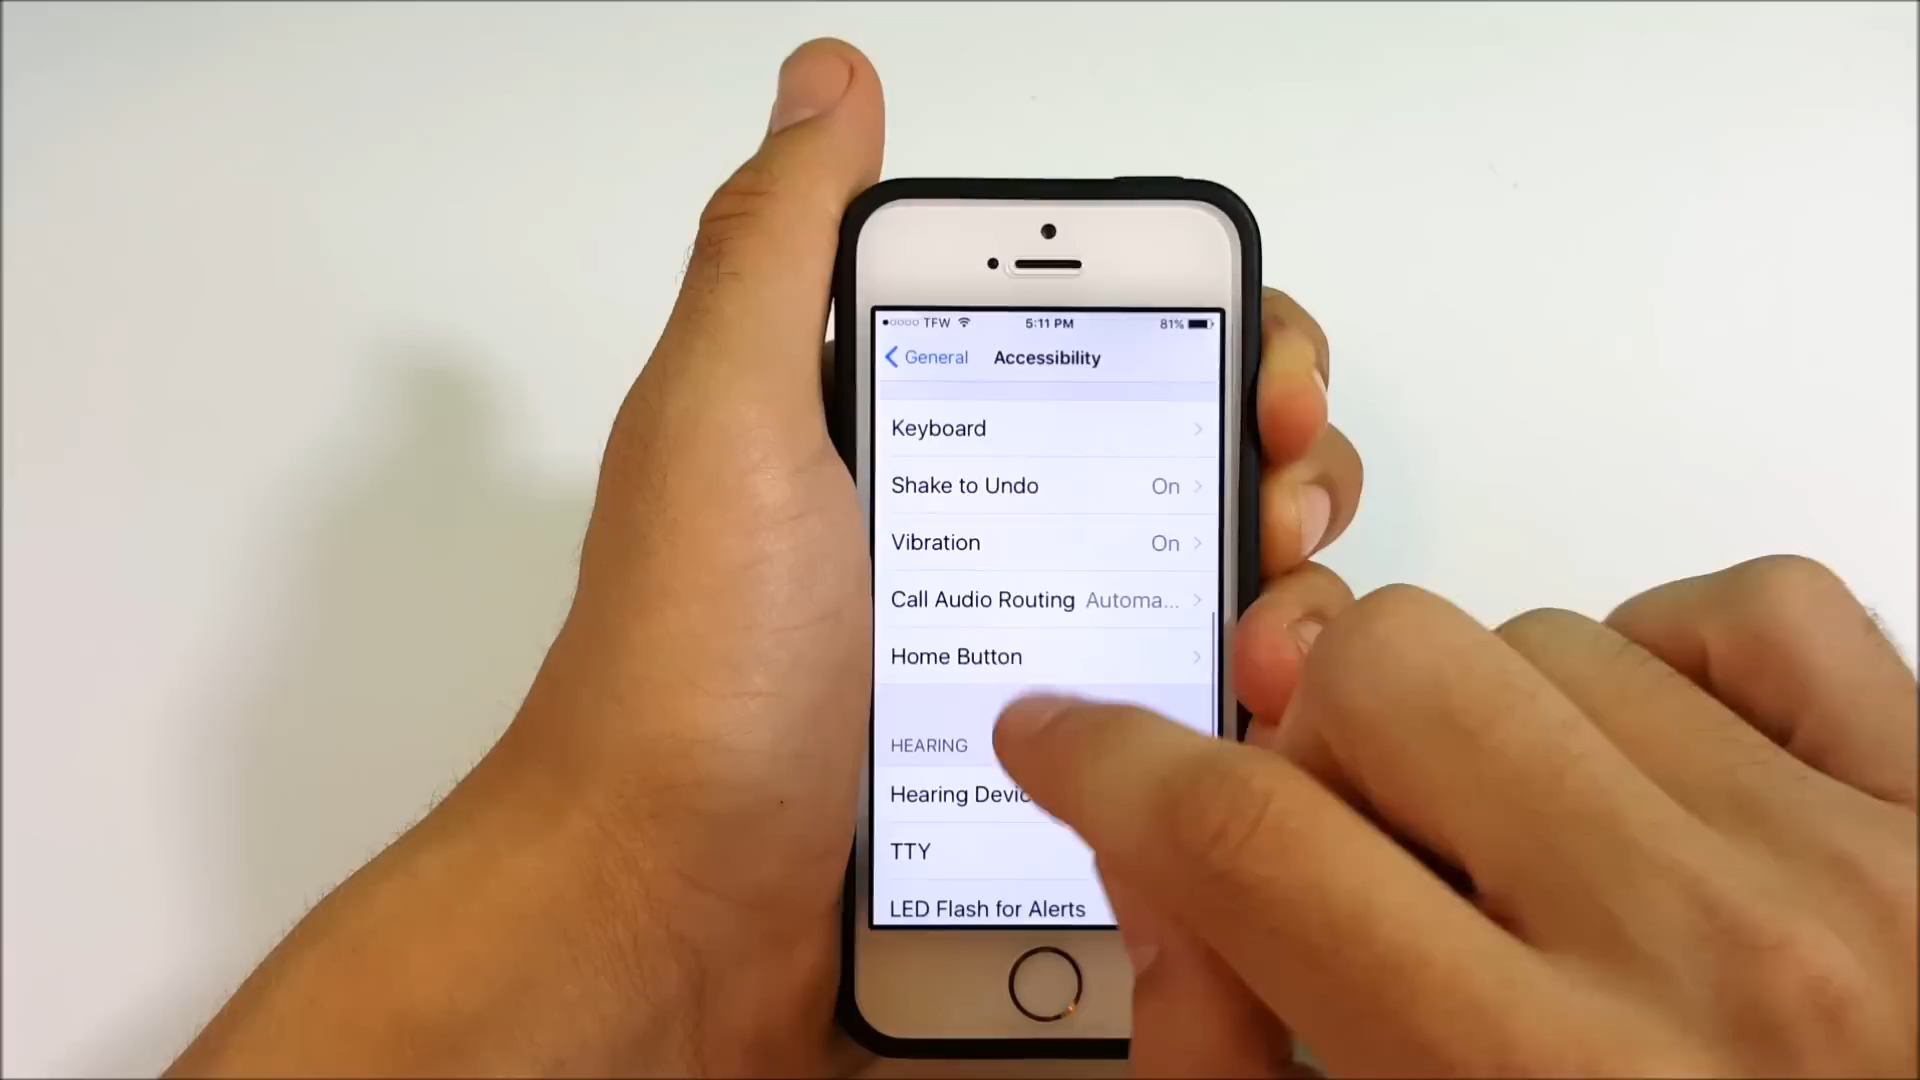 TFW 5:11 PM 81%
General Accessibility
Keyboard
Shake to Undo On
Vibration On
Call Audio Routing Automa...
Home Button
HEARING
Hearing Devic
TTY
LED Flash for Alerts